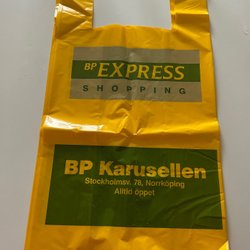 BP EXPRESS
SHOPPING
BP Karusellen
Stockholmsv. 78, Norrköping
Alltid öppet